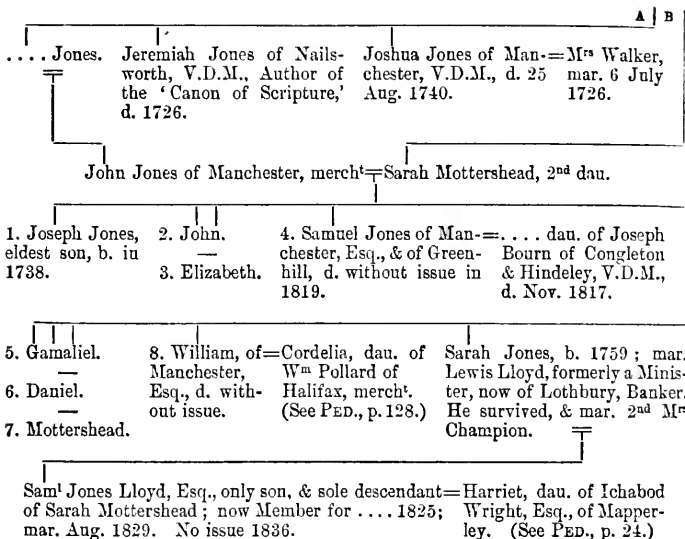 A | B
.... Jones.
Jeremiah Jones of Nails-
worth, V.D.M., Author of
the ‘Canon of Scripture,’
d. 1726.
Joshua Jones of Man-
chester, V.D.M., d. 25
Aug. 1740.
=Mrs Walker,
mar. 6 July
1726.
John Jones of Manchester, mercht=Sarah Mottershead, 2nd dau.
1. Joseph Jones,
eldest son, b. in
1738.
2. John.
—
3. Elizabeth.
4. Samuel Jones of Man-
chester, Esq., & of Green-
hill, d. without issue in
1819.
=.... dau. of Joseph
Bourn of Congleton
& Hindeley, V.D.M.,
d. Nov. 1817.
5. Gamaliel.
—
6. Daniel.
—
7. Mottershead.
8. William, of
Manchester,
Esq., d. with-
out issue.
=Cordelia, dau. of
Wm Pollard of
Halifax, mercht.
(See PED., p. 128.)
Sarah Jones, b. 1759 ; mar.
Lewis Lloyd, formerly a Minis-
ter, now of Lothbury, Banker.
He survived, & mar. 2nd Mrs
Champion.
Saml Jones Lloyd, Esq., only son, & sole descendant
of Sarah Mottershead ; now Member for .... 1825;
mar. Aug. 1829. No issue 1836.
=Harriet, dau. of Ichabod
Wright, Esq., of Mapper-
ley. (See PED., p. 24.)